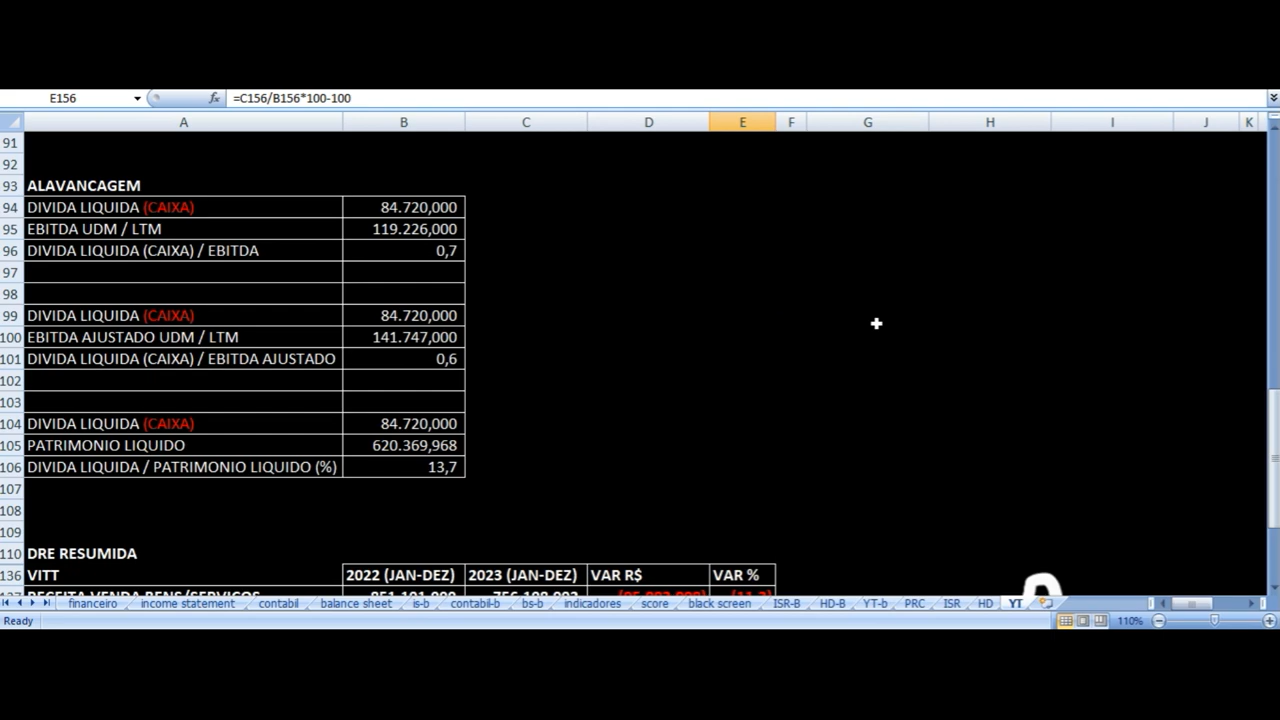 E156 fx =C156/B156*100-100
A B C D E F G H I J K
91
92
93 ALAVANCAGEM
94 DIVIDA LIQUIDA (CAIXA) 84.720,000
95 EBITDA UDM / LTM 119.226,000
96 DIVIDA LIQUIDA (CAIXA) / EBITDA 0,7
97
98
99 DIVIDA LIQUIDA (CAIXA) 84.720,000
100 EBITDA AJUSTADO UDM / LTM 141.747,000
101 DIVIDA LIQUIDA (CAIXA) / EBITDA AJUSTADO 0,6
102
103
104 DIVIDA LIQUIDA (CAIXA) 84.720,000
105 PATRIMONIO LIQUIDO 620.369,968
106 DIVIDA LIQUIDA / PATRIMONIO LIQUIDO (%) 13,7
107
108
109
110 DRE RESUMIDA
136 VITT 2022 (JAN-DEZ) 2023 (JAN-DEZ) VAR R$ VAR %
RECEITA VENDA BENS/SERVIÇOS
financeiro income statement contabil balance sheet is-b contabil-b bs-b indicadores score black screen ISR-B HD-B YT-b PRC ISR HD YT
Ready 110%